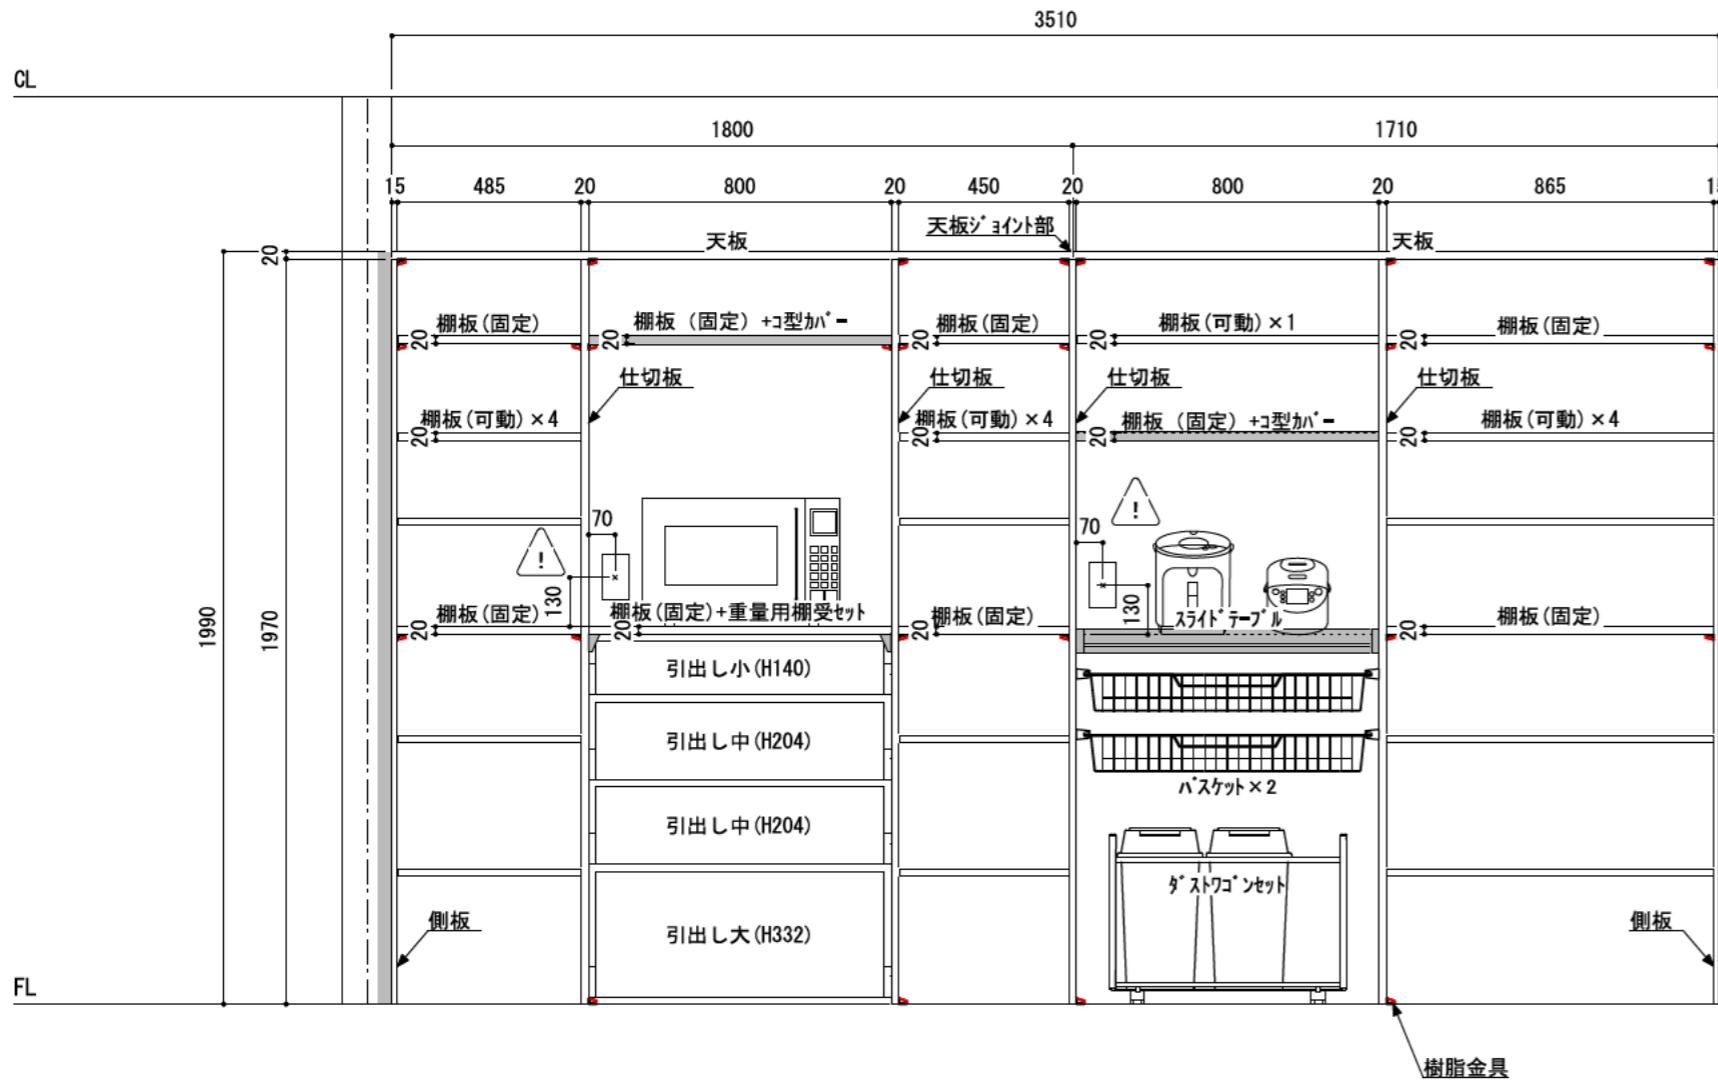 3510
CL
1800 1710
15 485 20 800 20 450 20 800 20 865 15
天板ｼﾞｮｲﾝﾄ部
20 天板 天板
棚板(固定) 棚板（固定）+ｺ型ｶﾊﾞｰ 棚板(固定) 棚板(可動)×1 棚板(固定)
20 20 20 20 20
仕切板 仕切板 仕切板 仕切板
棚板(可動)×4 棚板(可動)×4 棚板（固定）+ｺ型ｶﾊﾞｰ 棚板(可動)×4
20 20 20 20
70 70
! !
130 130
1990 1970
棚板(固定) 棚板(固定)+重量用棚受ｾｯﾄ 棚板(固定) ｽﾗｲﾄﾞﾃｰﾌﾞﾙ 棚板(固定)
20 20 20 20
引出し小(H140)
引出し中(H204)
ﾊﾞｽｹｯﾄ×2
引出し中(H204)
ﾀﾞｽﾄﾜｺﾞﾝｾｯﾄ
側板 引出し大(H332) 側板
FL
樹脂金具